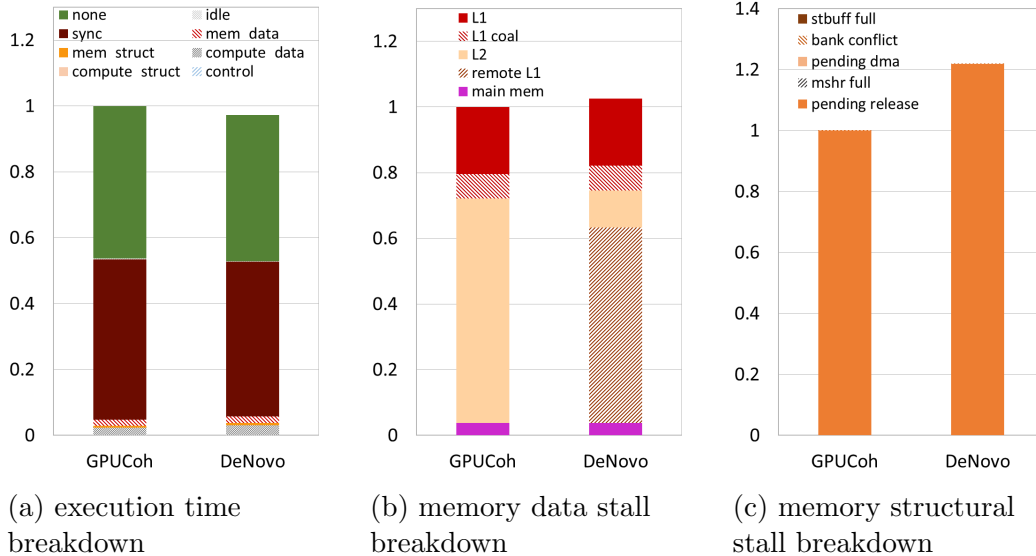 none
idle
sync
mem data
mem struct
compute data
compute struct
control
1.2
1
0.8
0.6
0.4
0.2
0
GPUCoh
DeNovo
(a) execution time
breakdown
L1
L1 coal
L2
remote L1
main mem
1.2
1
0.8
0.6
0.4
0.2
0
GPUCoh
DeNovo
(b) memory data stall
breakdown
1.4
stbuff full
bank conflict
pending dma
mshr full
pending release
1.2
1
0.8
0.6
0.4
0.2
0
GPUCoh
DeNovo
(c) memory structural
stall breakdown